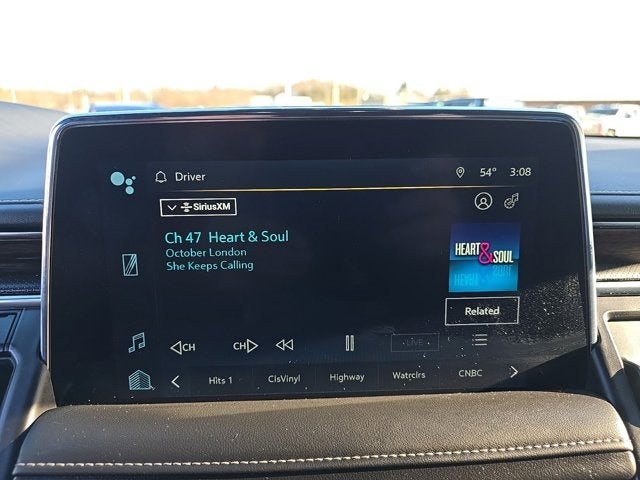 Driver 54° 3:08
SiriusXM
Ch 47 Heart & Soul
October London
She Keeps Calling
HEART & SOUL
Related
CH CH LIVE
Hits 1 ClsVinyl Highway Watrclrs CNBC